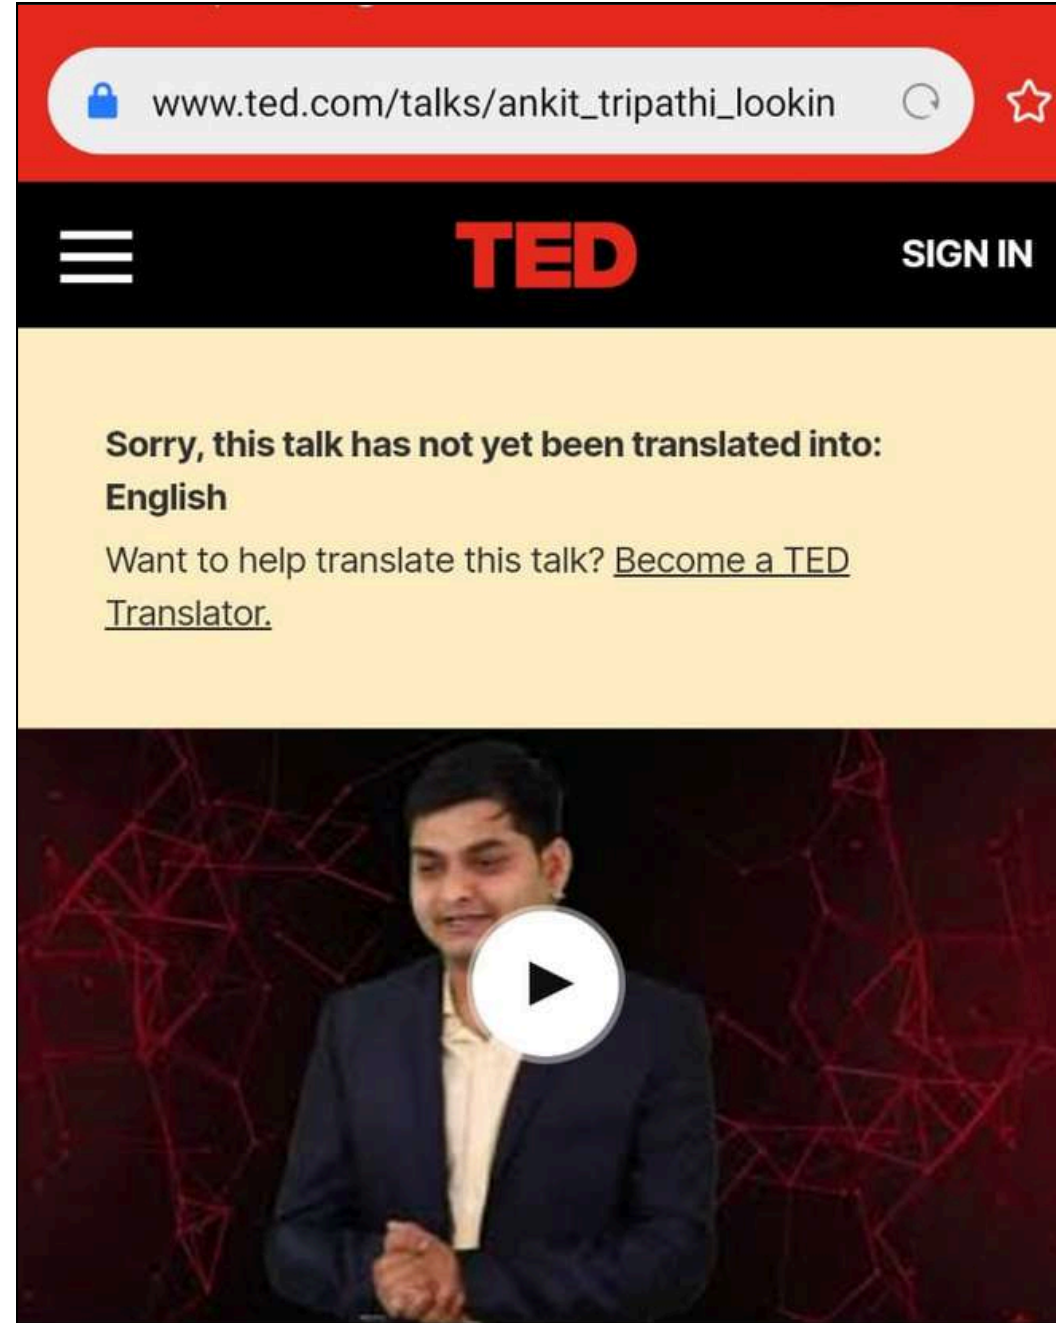 www.ted.com/talks/ankit_tripathi_lookin
TED
SIGN IN
Sorry, this talk has not yet been translated into:
English
Want to help translate this talk? Become a TED
Translator.